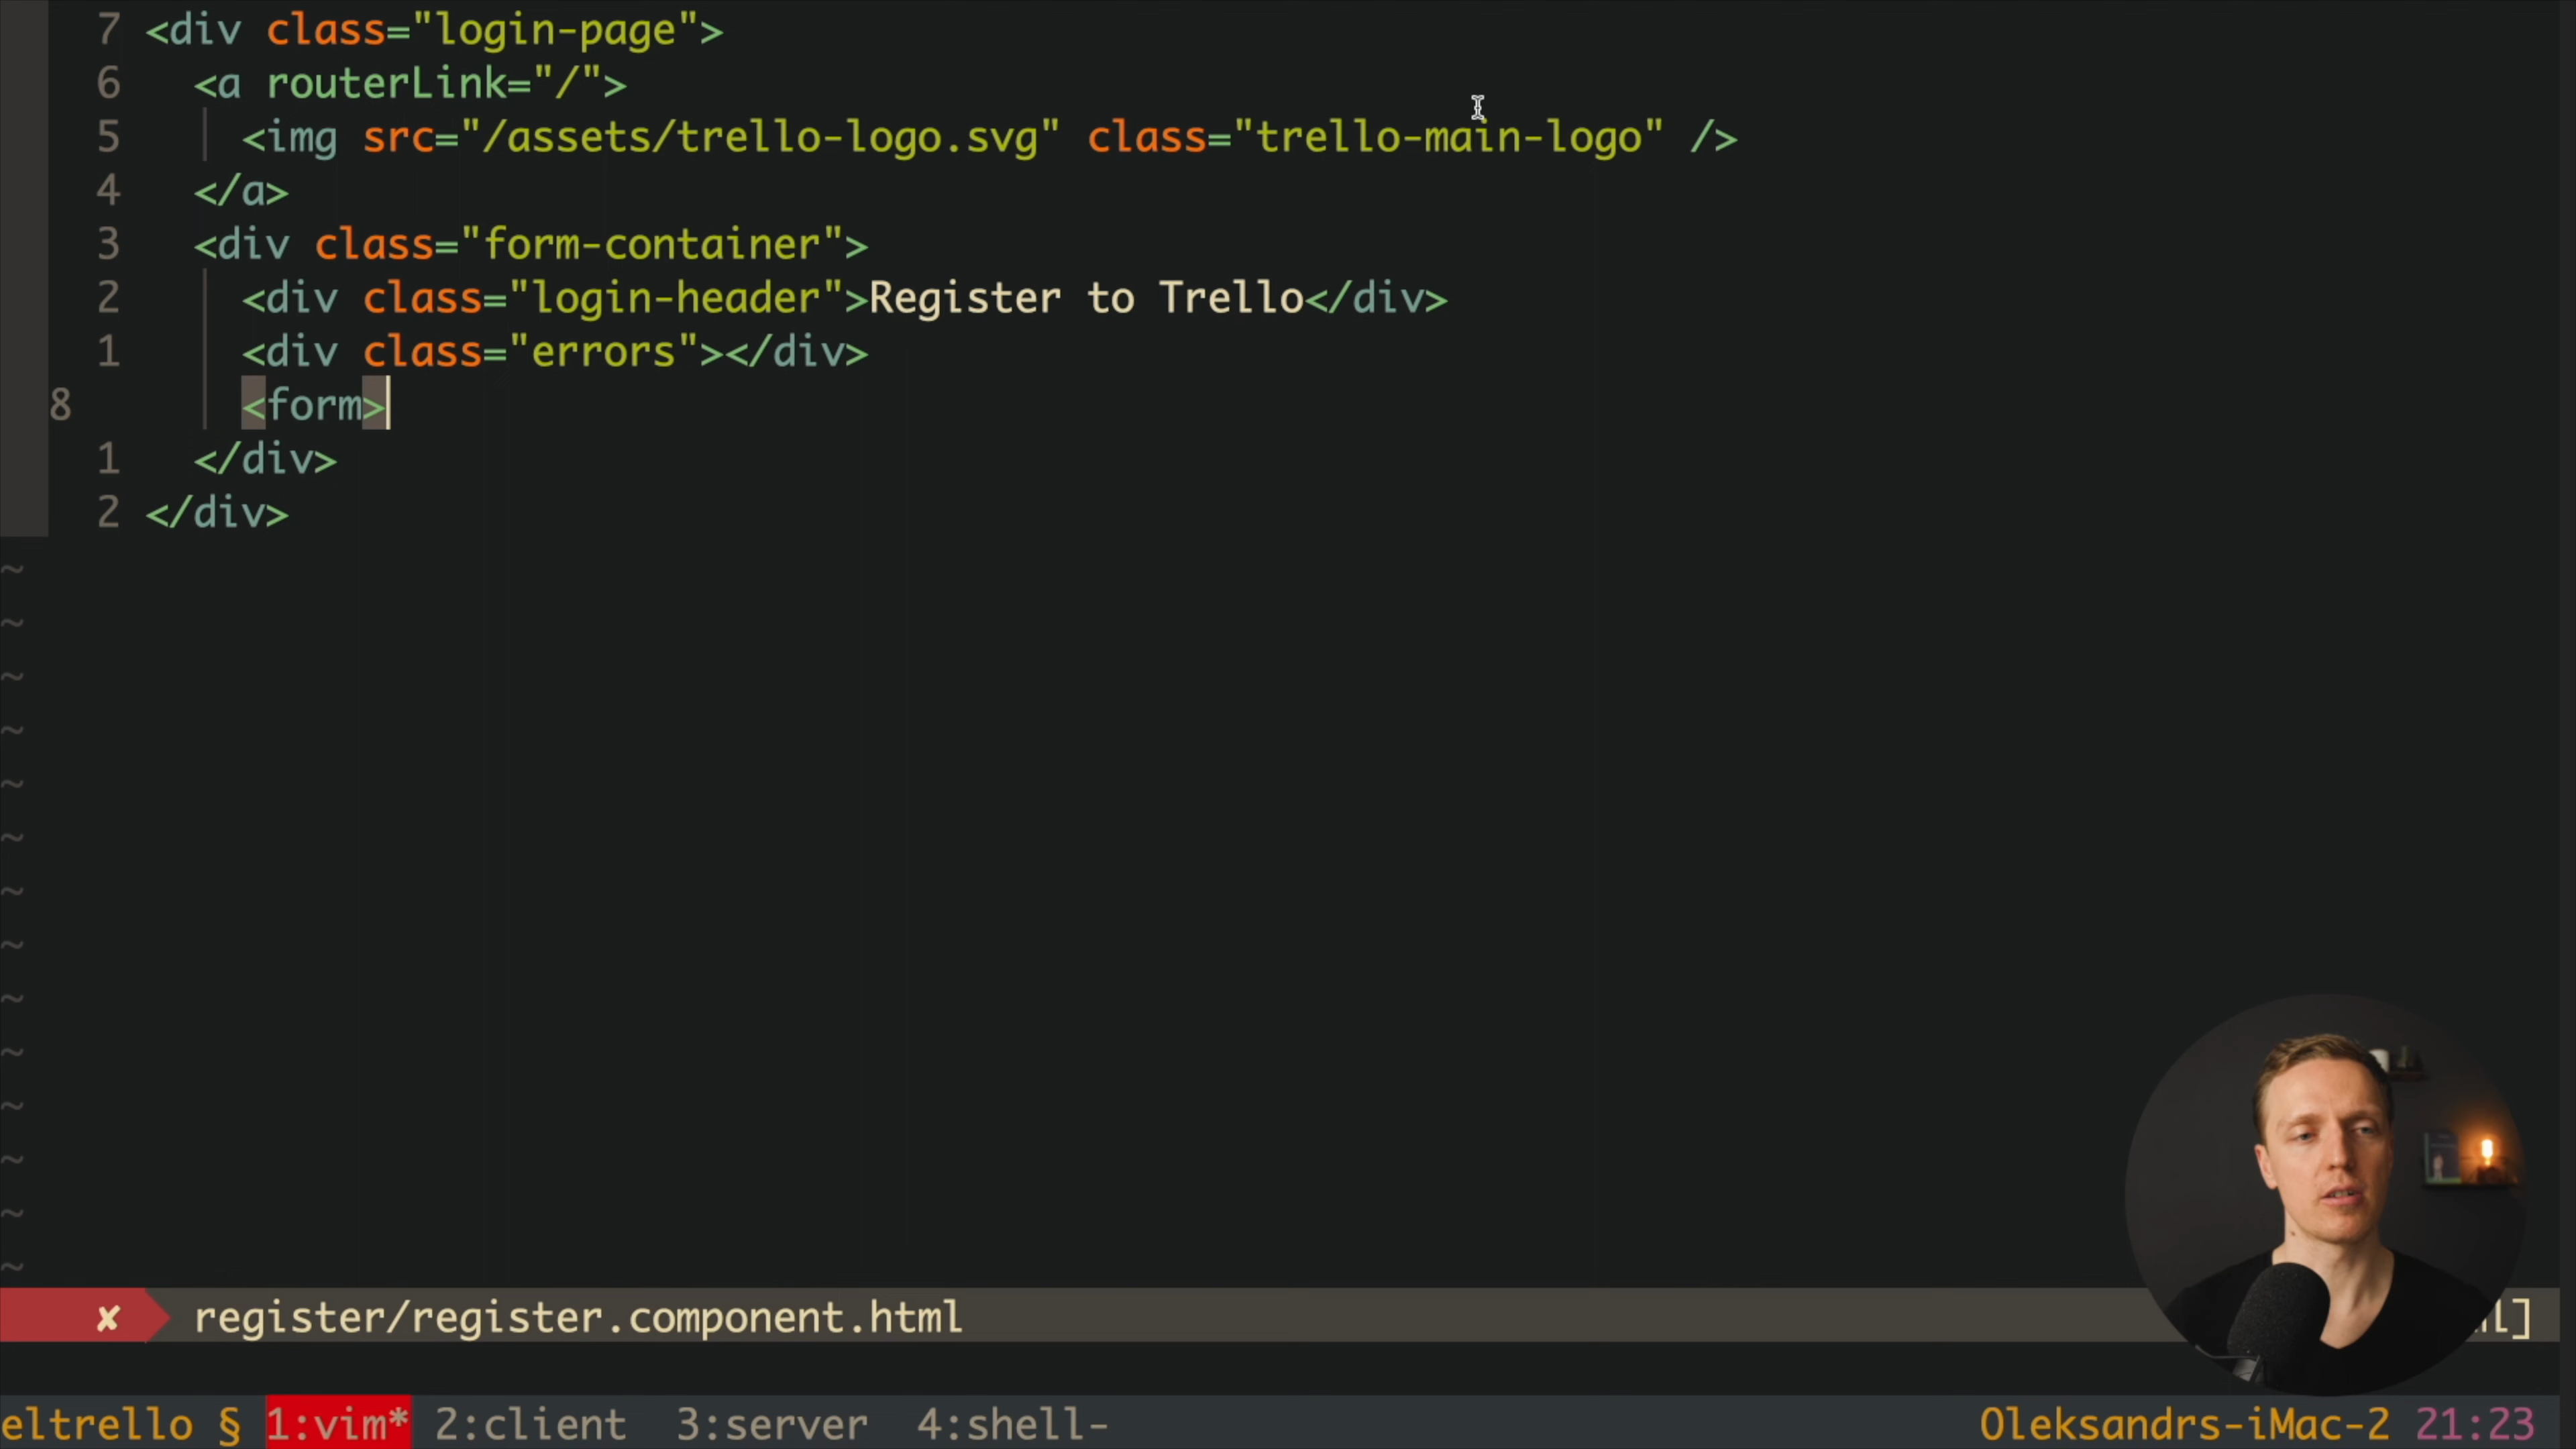 7 <div class="login-page">
6 <a routerLink="/">
5 <img src="/assets/trello-logo.svg" class="trello-main-logo" />
4 </a>
3 <div class="form-container">
2 <div class="login-header">Register to Trello</div>
1 <div class="errors"></div>
8 <form>
1 </div>
2 </div>
~
~
~
~
~
~
~
~
~
~
~
~
~
~
✘ register/register.component.html l]
eltrello § 1:vim* 2:client 3:server 4:shell- Oleksandrs-iMac-2 21:23